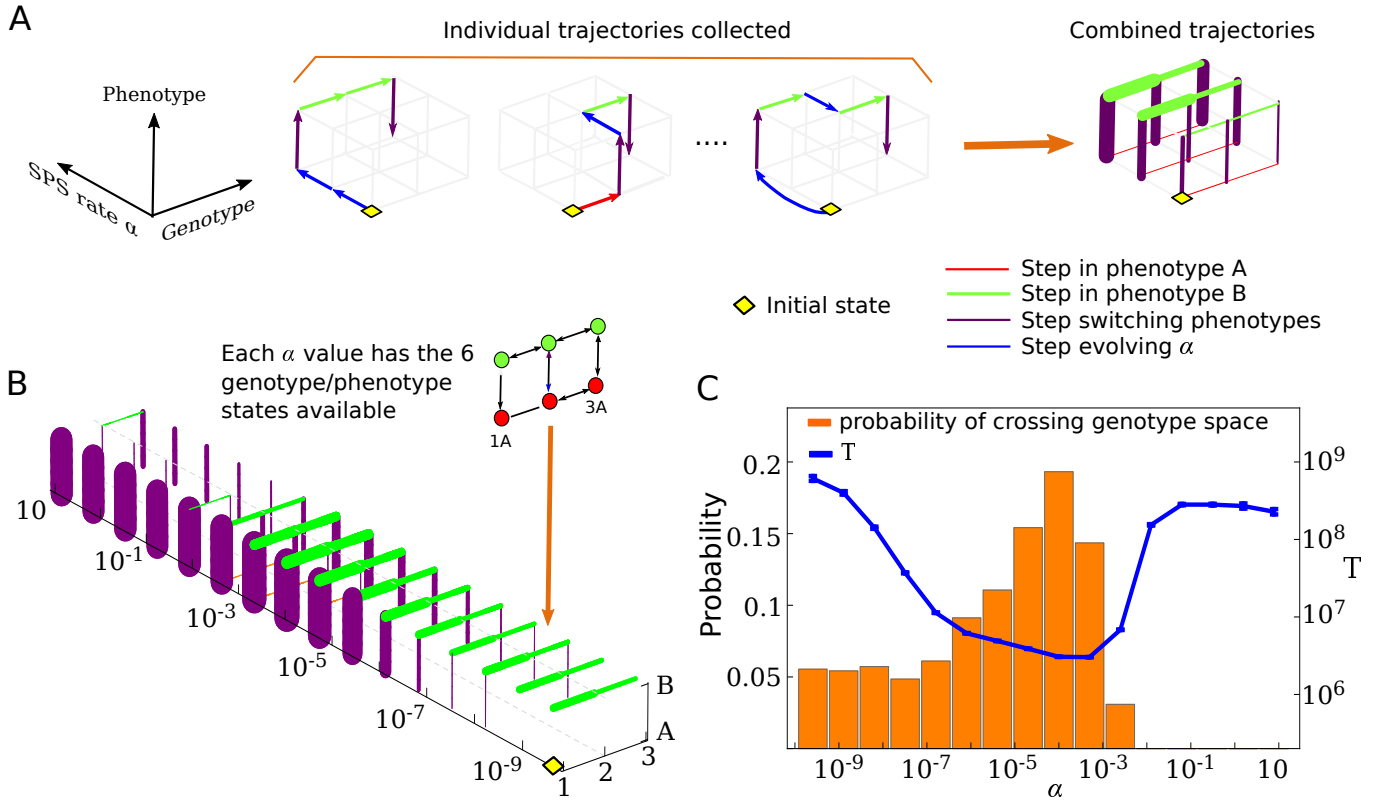 A
Individual trajectories collected
Combined trajectories
Phenotype
SPS rate α
Genotype
....
Initial state
Step in phenotype A
Step in phenotype B
Step switching phenotypes
Step evolving α
B
Each α value has the 6
genotype/phenotype
states available
1A
3A
10
10⁻¹
10⁻³
10⁻⁵
10⁻⁷
10⁻⁹
1
2
3
A
B
C
probability of crossing genotype space
T
Probability
0.2
0.15
0.1
0.05
10⁹
10⁸
10⁷
10⁶
T
10⁻⁹
10⁻⁷
10⁻⁵
10⁻³
10⁻¹
10
α